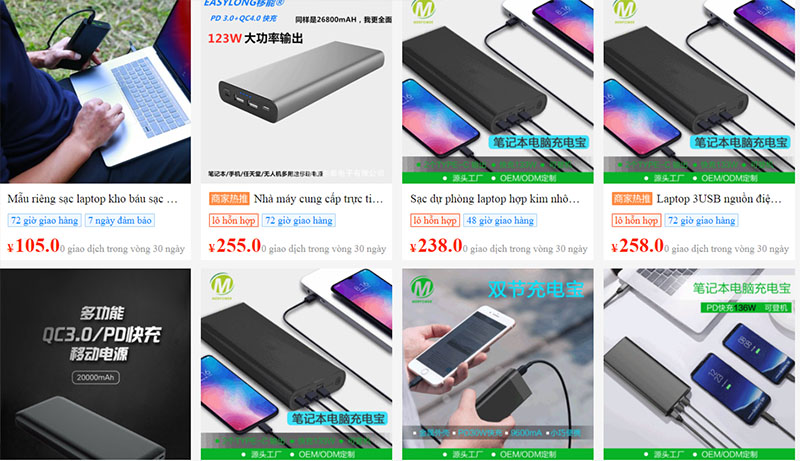 EASYLONG移能®
PD 3.0+QC4.0 快充
同样是26800mAH，我更全面
123W 大功率输出
笔记本/手机/任天堂/无人机多用途移动电源
M
笔记本电脑充电宝
源头工厂 OEM/ODM定制
M
笔记本电脑充电宝
源头工厂 OEM/ODM定制
Mẫu riêng sạc laptop kho báu sạc …
72 giờ giao hàng 7 ngày đảm bảo
¥105.0 0 giao dịch trong vòng 30 ngày
商家热推 Nhà máy cung cấp trực ti…
lô hỗn hợp 72 giờ giao hàng
¥255.0 0 giao dịch trong vòng 30 ngày
Sạc dự phòng laptop hợp kim nhô…
lô hỗn hợp 48 giờ giao hàng
¥238.0 0 giao dịch trong vòng 30 ngày
商家热推 Laptop 3USB nguồn điệ…
lô hỗn hợp 72 giờ giao hàng
¥258.0 0 giao dịch trong vòng 30 ngày
多功能
QC3.0/PD快充
移动电源
20000mAh
M
笔记本电脑充电宝
源头工厂 OEM/ODM定制
M
双节充电宝
源头工厂 OEM/ODM定制
笔记本电脑充电宝
PD快充136W 可登机
源头工厂 OEM/ODM定制